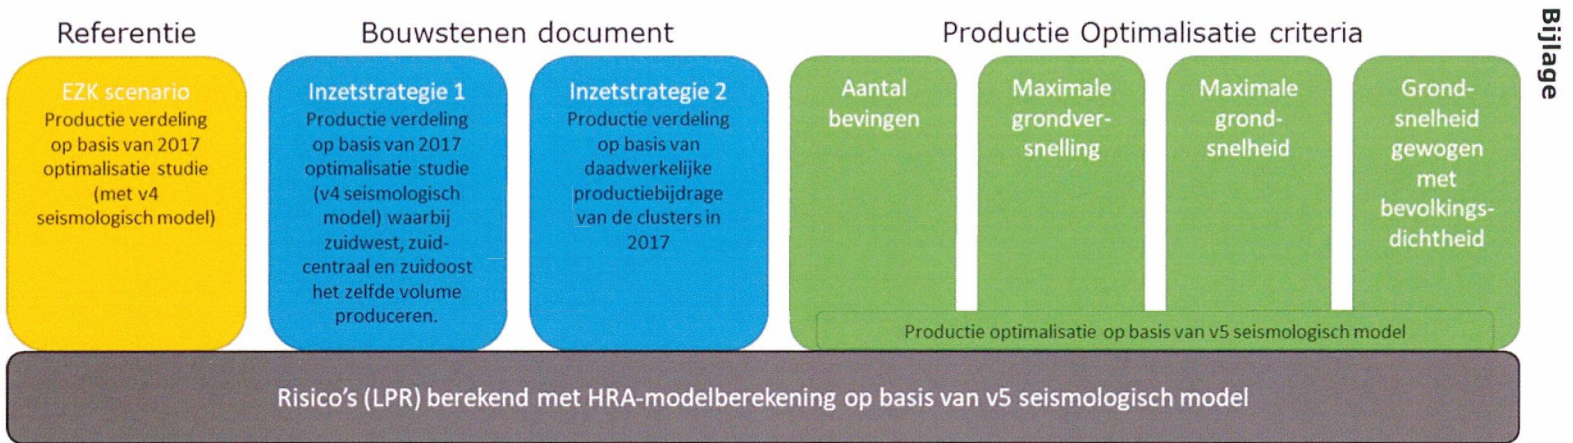 Bijlage
Referentie
EZK scenario
Productie verdeling
op basis van 2017
optimalisatie studie
(met v4
seismologisch model)
Bouwstenen document
Inzetstrategie 1
Productie verdeling
op basis van 2017
optimalisatie studie
(v4 seismologisch
model) waarbij
zuidwest, zuid-
centraal en zuidoost
het zelfde volume
produceren.
Inzetstrategie 2
Productie verdeling
op basis van
daadwerkelijke
productiebijdrage
van de clusters in
2017
Productie Optimalisatie criteria
Aantal
bevingen
Maximale
grondver-
snelling
Maximale
grond-
snelheid
Grond-
snelheid
gewogen
met
bevolkings-
dichtheid
Productie optimalisatie op basis van v5 seismologisch model
Risico's (LPR) berekend met HRA-modelberekening op basis van v5 seismologisch model